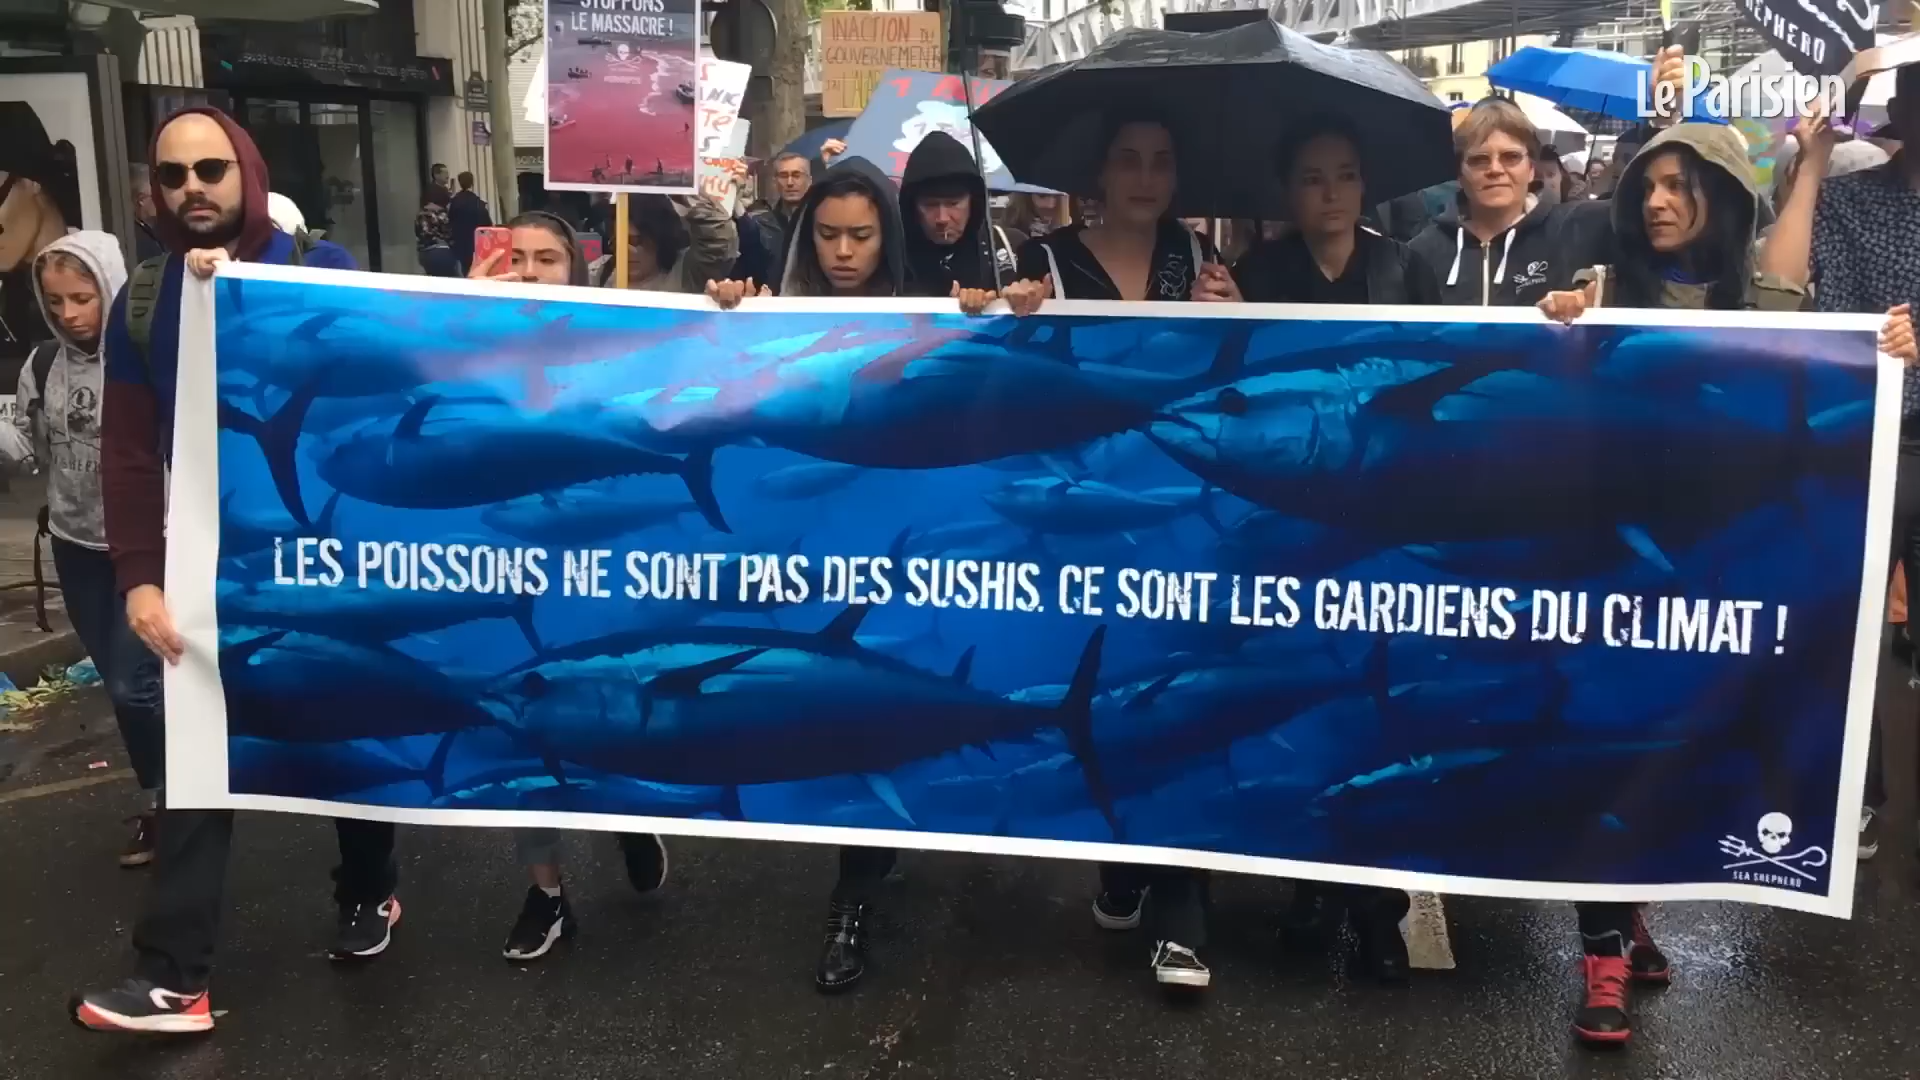 STOPPONS
LE MASSACRE !
INACTION DU
GOUVERNEMENT
Le Parisien
LES POISSONS NE SONT PAS DES SUSHIS. CE SONT LES GARDIENS DU CLIMAT !
SEA SHEPHERD